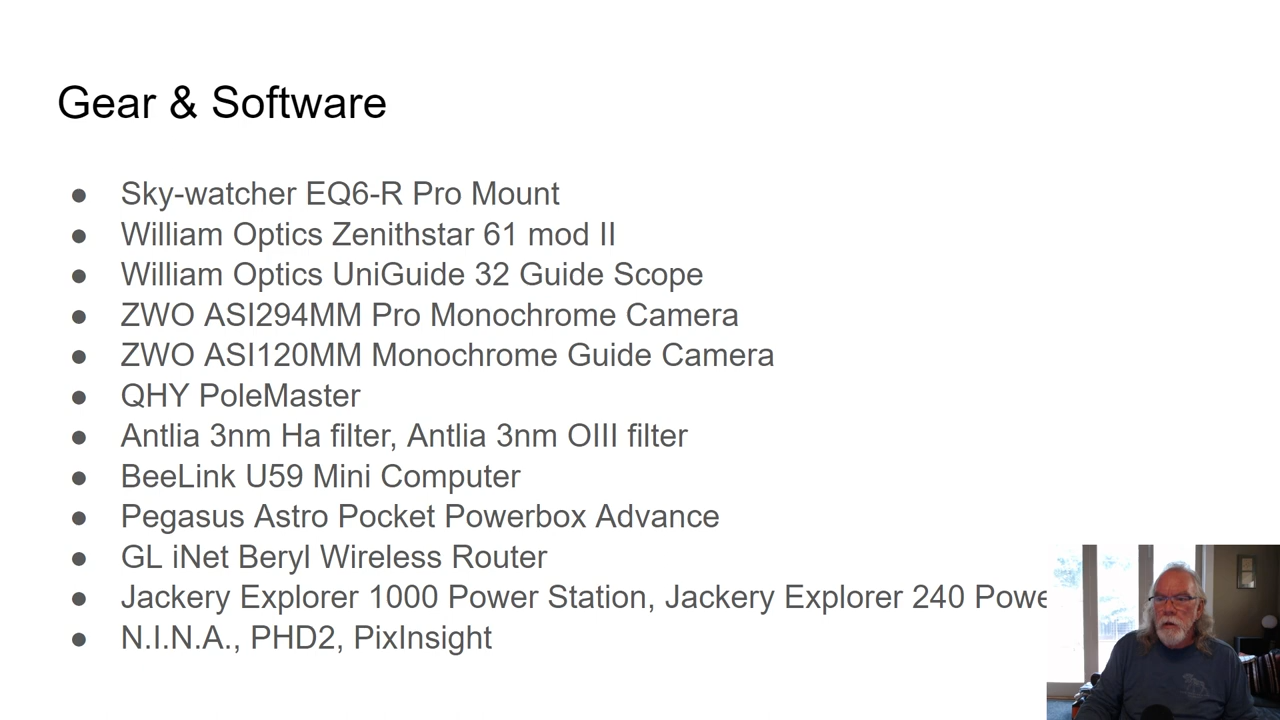 Gear & Software
● Sky-watcher EQ6-R Pro Mount
● William Optics Zenithstar 61 mod II
● William Optics UniGuide 32 Guide Scope
● ZWO ASI294MM Pro Monochrome Camera
● ZWO ASI120MM Monochrome Guide Camera
● QHY PoleMaster
● Antlia 3nm Ha filter, Antlia 3nm OIII filter
● BeeLink U59 Mini Computer
● Pegasus Astro Pocket Powerbox Advance
● GL iNet Beryl Wireless Router
● Jackery Explorer 1000 Power Station, Jackery Explorer 240 Powe
● N.I.N.A., PHD2, PixInsight